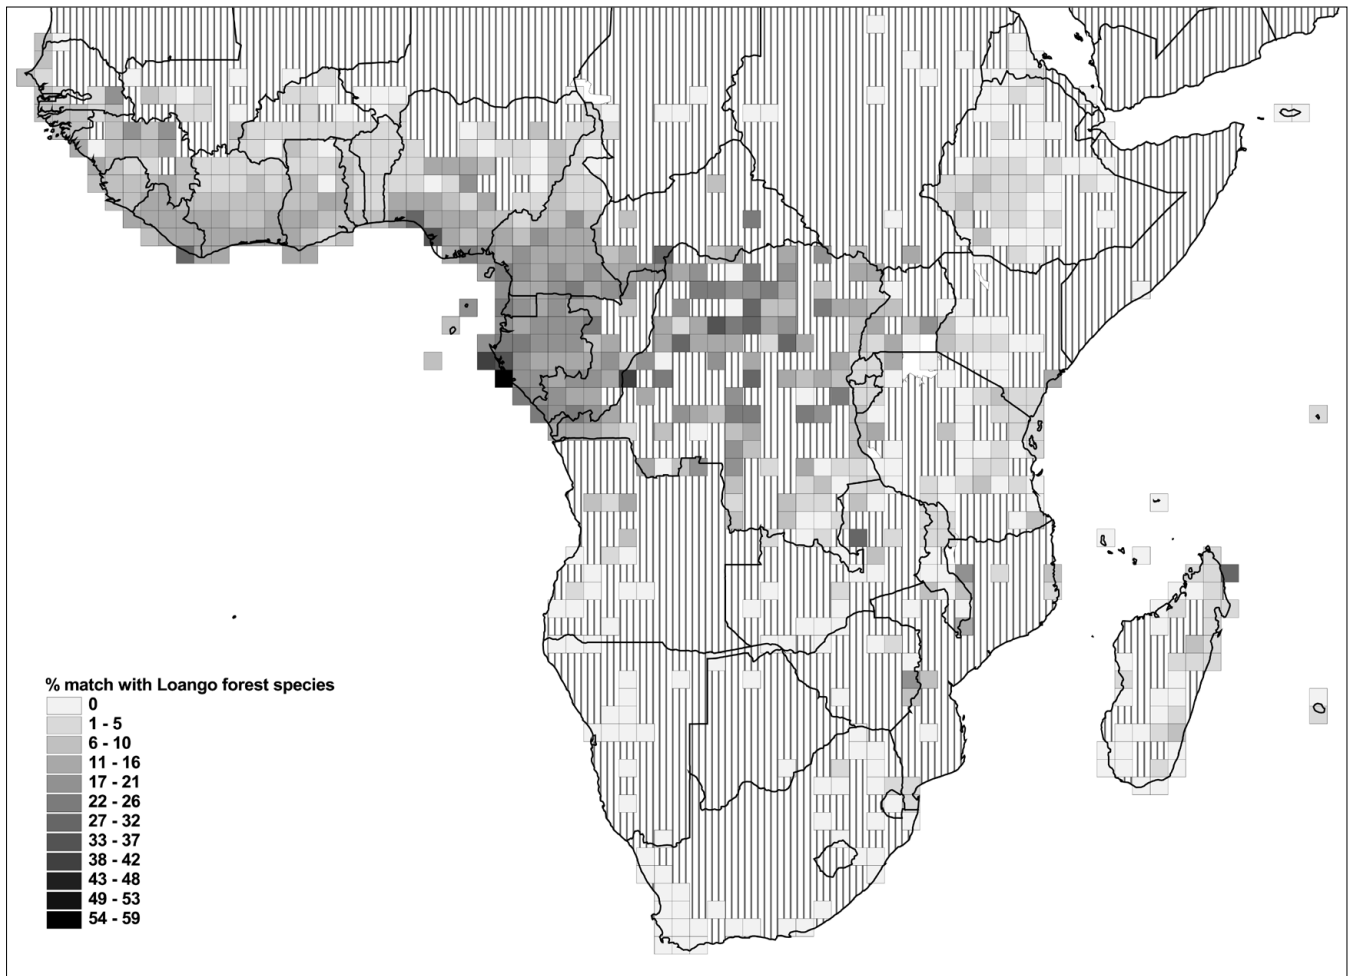 % match with Loango forest species
0
1 - 5
6 - 10
11 - 16
17 - 21
22 - 26
27 - 32
33 - 37
38 - 42
43 - 48
49 - 53
54 - 59